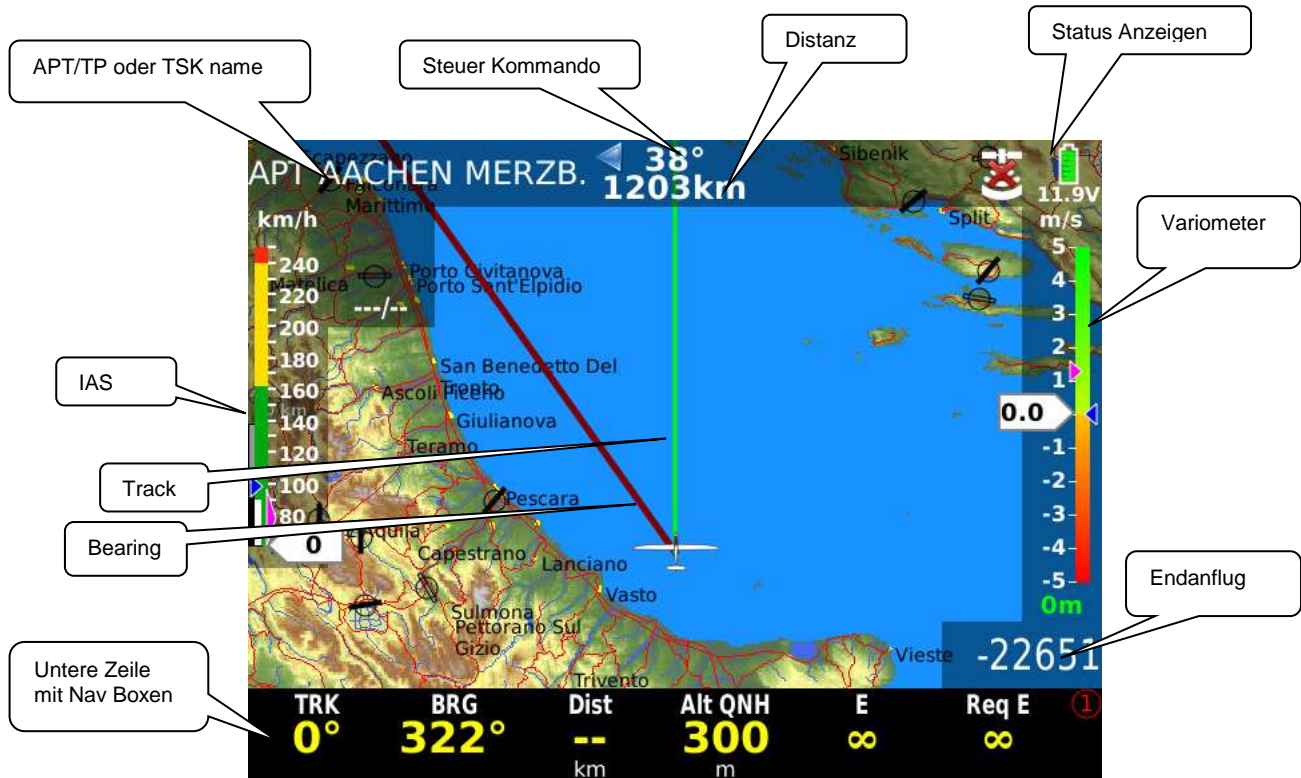 APT/TP oder TSK name
Steuer Kommando
Distanz
Status Anzeigen
APT AACHEN MERZB.
38°
1203km
11.9V
Falconara
Marittima
Sibenik
Split
km/h
240
220
200
180
160
140
120
100
80
0
Matelica
---/--
Porto Civitanova
Porto Sant'Elpidio
San Benedetto Del
Tronto
Ascoli Piceno
Giulianova
Teramo
Pescara
Capestrano
Lanciano
Vasto
Sulmona
Pettorano Sul
Gizio
Trivento
Vieste
m/s
5
4
3
2
1
0.0
-1
-2
-3
-4
-5
0m
-22651
Variometer
IAS
Track
Bearing
Endanflug
Untere Zeile
mit Nav Boxen
TRK
0°
BRG
322°
Dist
--
km
Alt QNH
300
m
E
∞
Req E
∞
①